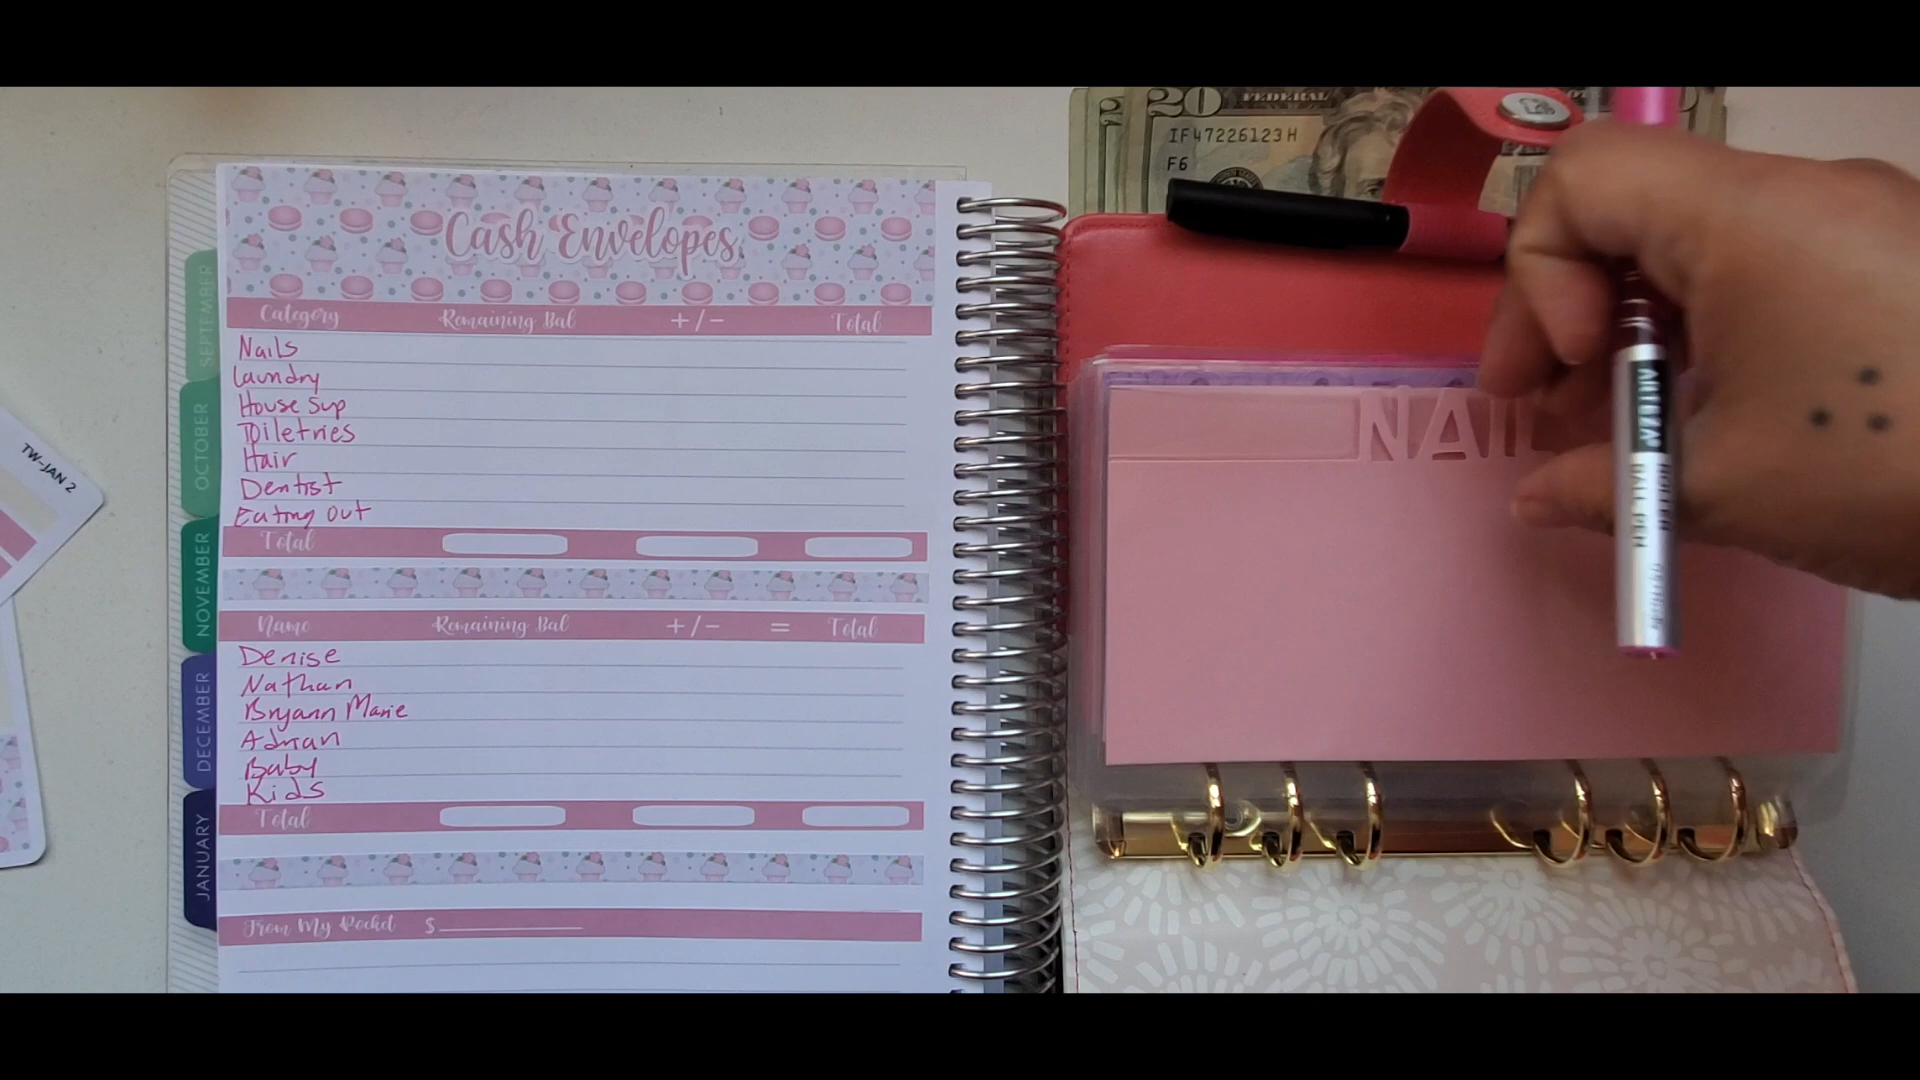 Cash Envelopes
Category Remaining Bal +/- Total
Nails
Laundry
House Sup
Toiletries
Hair
Dentist
Eating Out
Total
Name Remaining Bal +/- = Total
Denise
Nathan
Bryann Marie
Adrian
Baby
Kids
Total
From My Pocket $
SEPTEMBER
OCTOBER
NOVEMBER
DECEMBER
JANUARY
TW-JAN 2
20 FEDERAL
IF47226123H
F6
NAIL